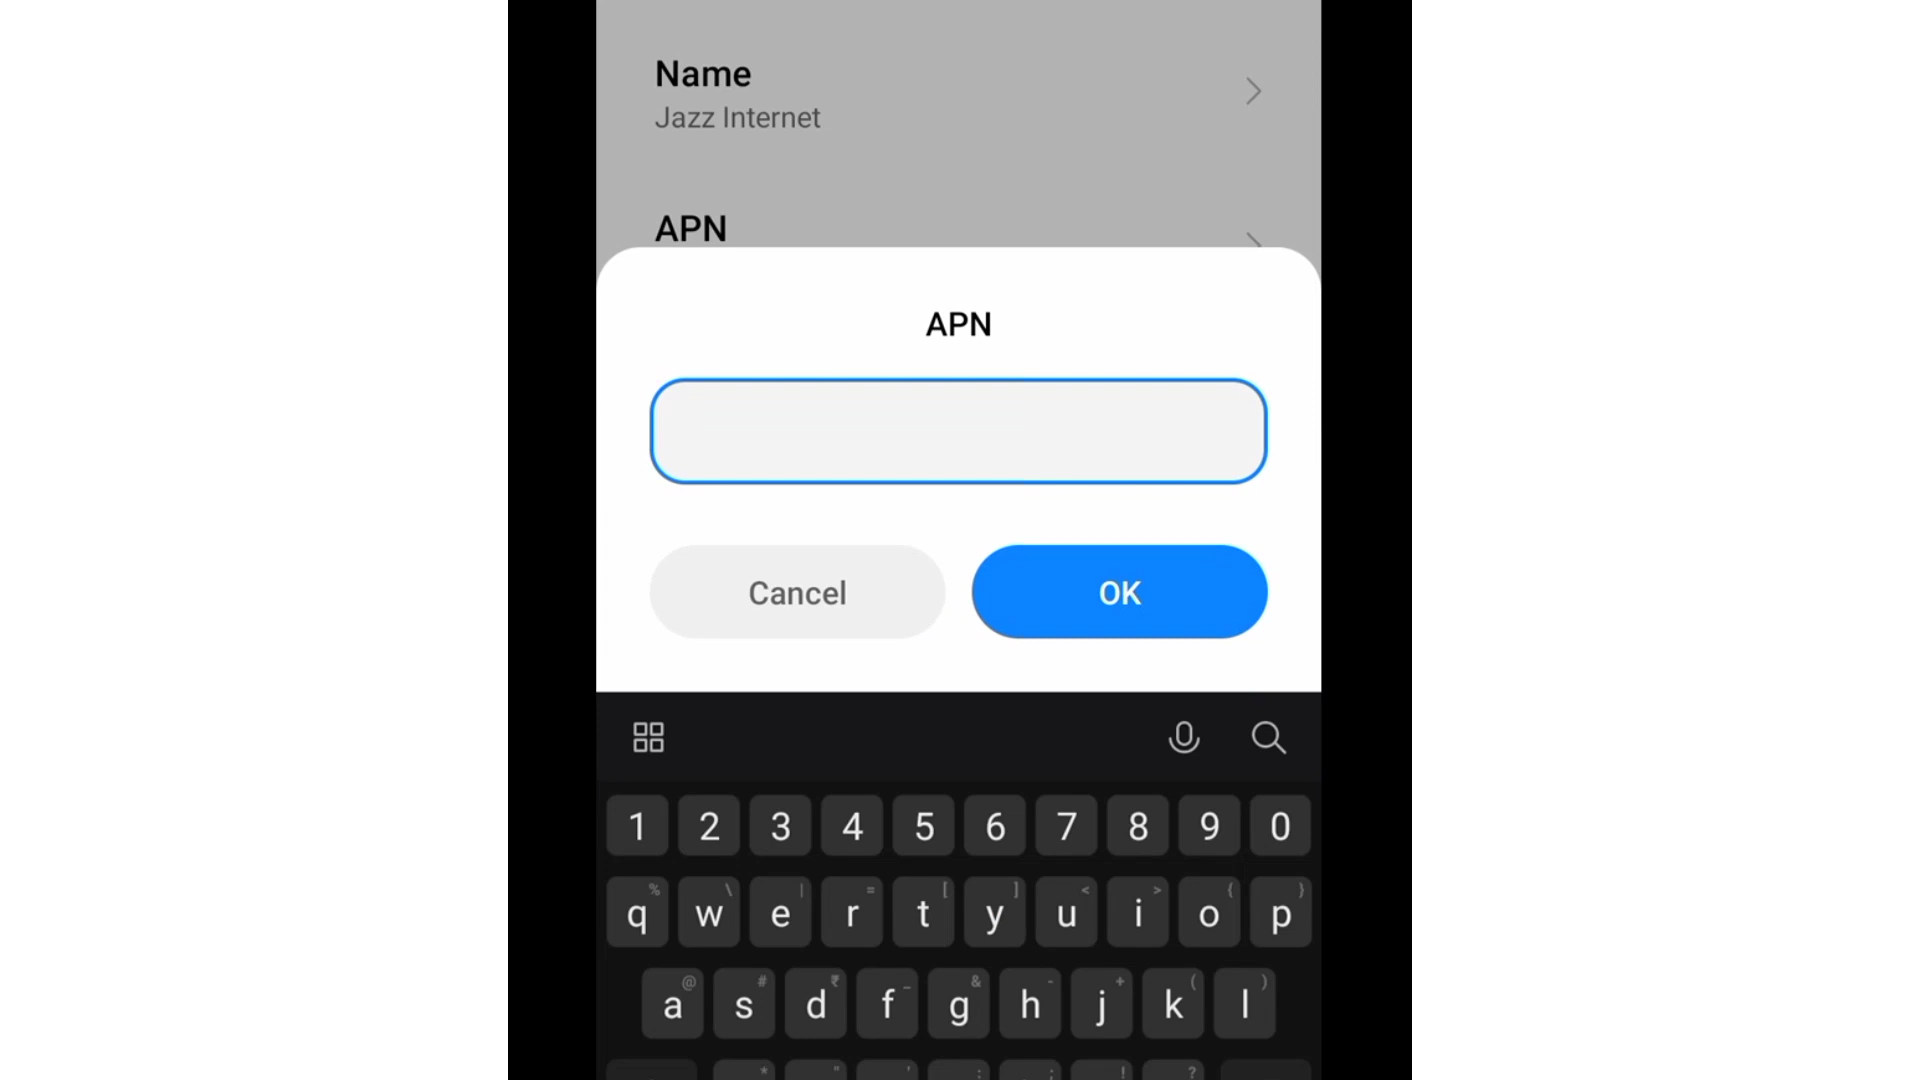 Name
Jazz Internet
APN
APN
Cancel
OK
1 2 3 4 5 6 7 8 9 0
% \ | = [ ] < > { }
q w e r t y u i o p
@ # ₹ _ & - + ( )
a s d f g h j k l
* " ' : ; ! ?